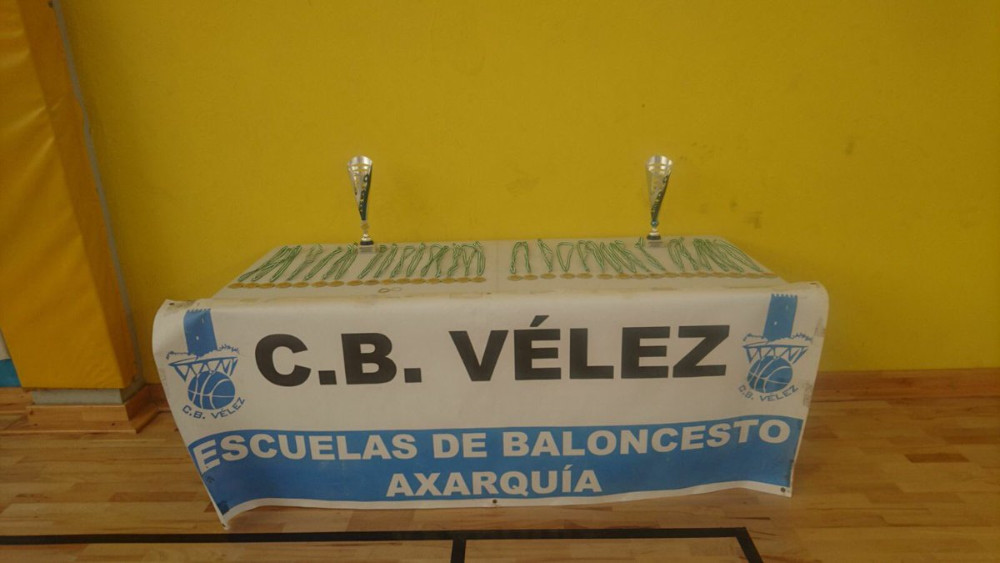 C.B. VÉLEZ
C.B. VÉLEZ
C.B. VÉLEZ
ESCUELAS DE BALONCESTO
AXARQUÍA